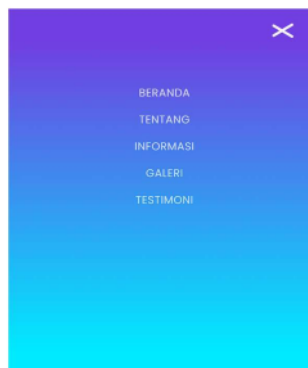 BERANDA
TENTANG
INFORMASI
GALERI
TESTIMONI